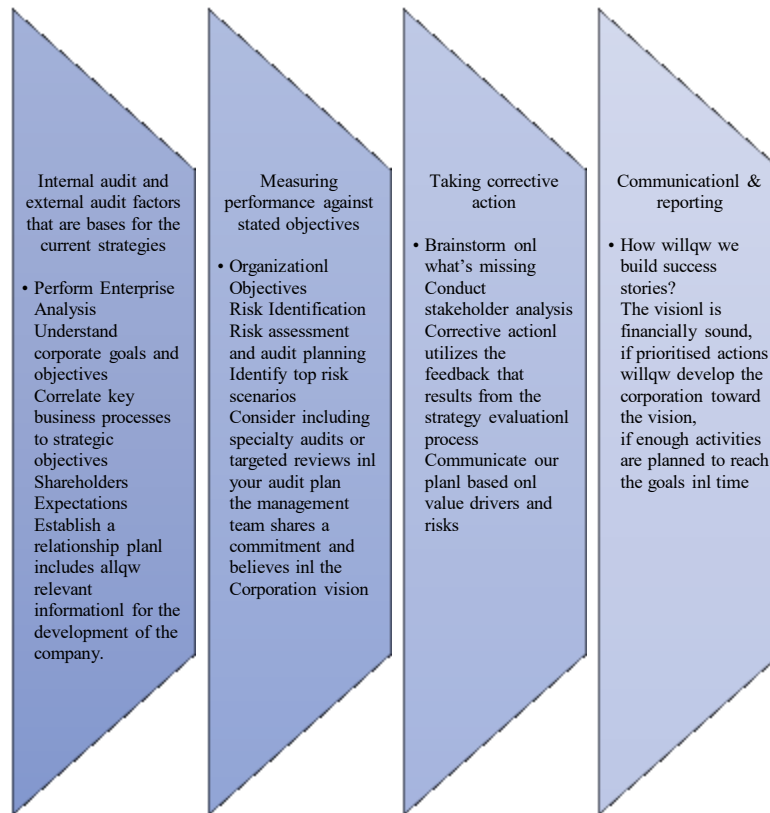 Internal audit and
external audit factors
that are bases for the
current strategies
• Perform Enterprise
Analysis
Understand
corporate goals and
objectives
Correlate key
business processes
to strategic
objectives
Shareholders
Expectations
Establish a
relationship planl
includes allqw
relevant
informationl for the
development of the
company.
Measuring
performance against
stated objectives
• Organizationl
Objectives
Risk Identification
Risk assessment
and audit planning
Identify top risk
scenarios
Consider including
specialty audits or
targeted reviews inl
your audit plan
the management
team shares a
commitment and
believes inl the
Corporation vision
Taking corrective
action
• Brainstorm onl
what’s missing
Conduct
stakeholder analysis
Corrective actionl
utilizes the
feedback that
results from the
strategy evaluationl
process
Communicate our
planl based onl
value drivers and
risks
Communicationl &
reporting
• How willqw we
build success
stories?
The visionl is
financially sound,
if prioritised actions
willqw develop the
corporation toward
the vision,
if enough activities
are planned to reach
the goals inl time